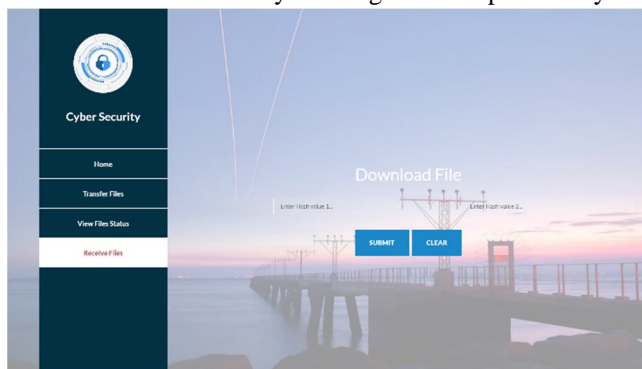 Cyber Security
Home
Transfer Files
View Files Status
Receive Files
Download File
Enter Hash value 1...
Enter Hash value 2...
SUBMIT
CLEAR